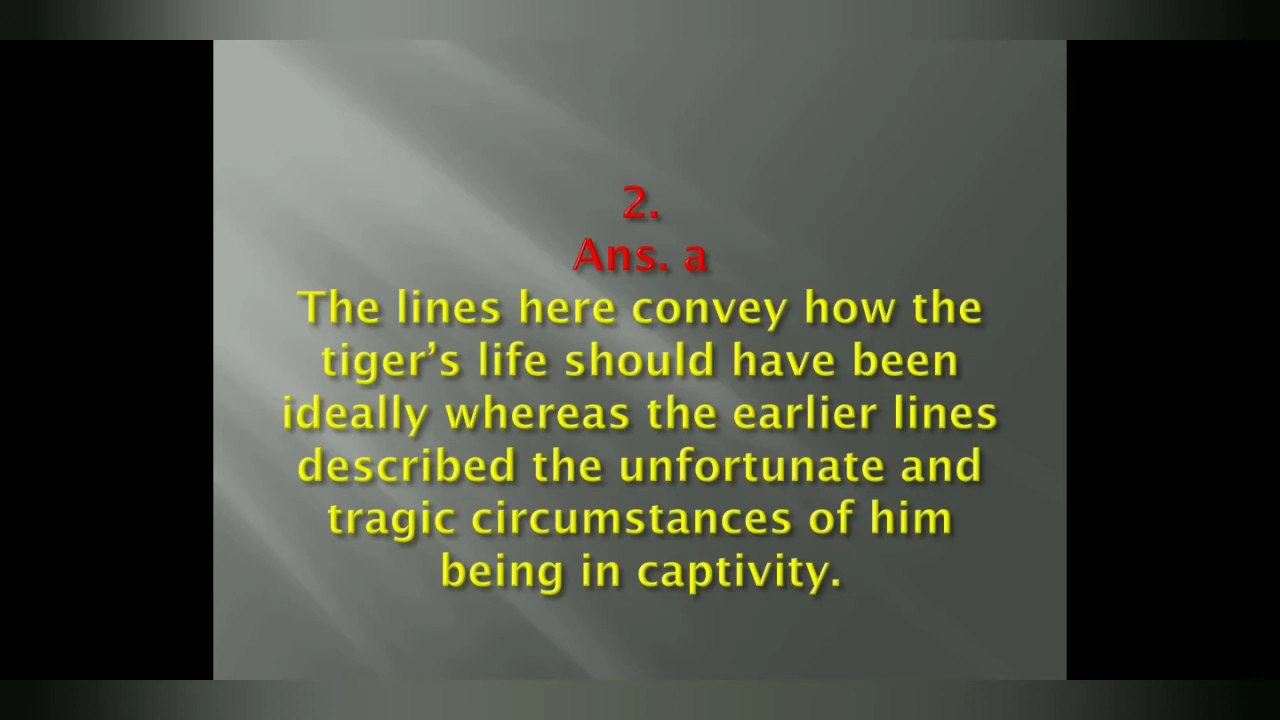 2.
Ans. a
The lines here convey how the
tiger’s life should have been
ideally whereas the earlier lines
described the unfortunate and
tragic circumstances of him
being in captivity.